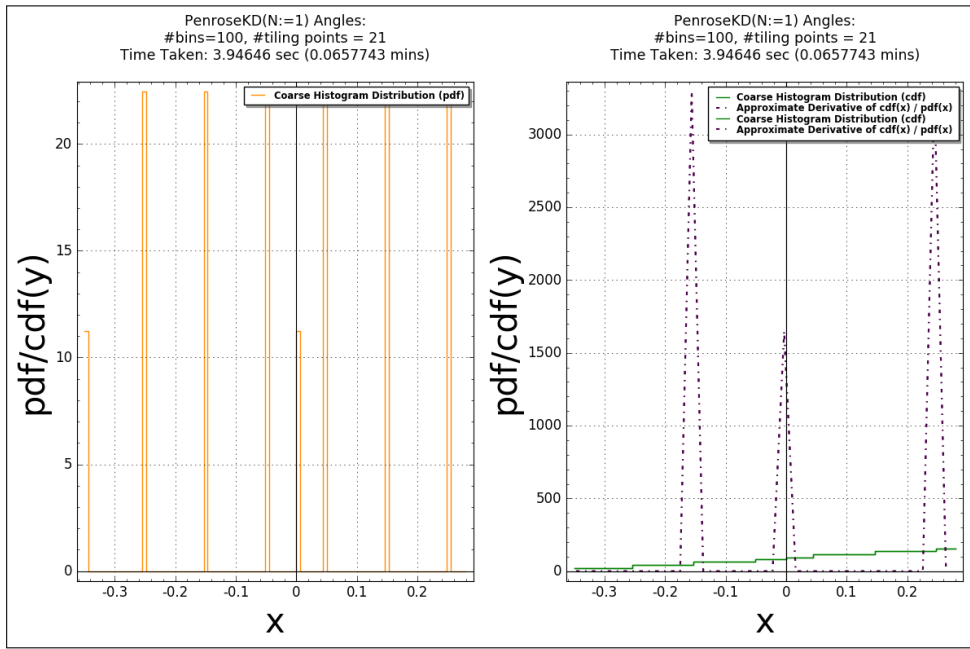 PenroseKD(N:=1) Angles:
#bins=100, #tiling points = 21
Time Taken: 3.94646 sec (0.0657743 mins)
Coarse Histogram Distribution (pdf)
20
15
10
5
0
-0.3
-0.2
-0.1
0
0.1
0.2
pdf/cdf(y)
x
PenroseKD(N:=1) Angles:
#bins=100, #tiling points = 21
Time Taken: 3.94646 sec (0.0657743 mins)
Coarse Histogram Distribution (cdf)
Approximate Derivative of cdf(x) / pdf(x)
Coarse Histogram Distribution (cdf)
Approximate Derivative of cdf(x) / pdf(x)
3000
2500
2000
1500
1000
500
0
-0.3
-0.2
-0.1
0
0.1
0.2
pdf/cdf(y)
x